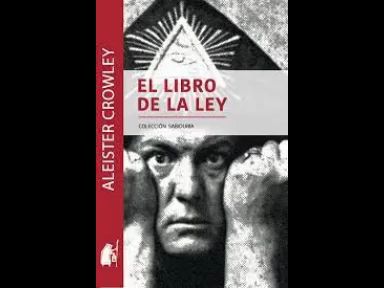 EL LIBRO
DE LA LEY
COLECCIÓN SABIDURÍA
ALEISTER CROWLEY